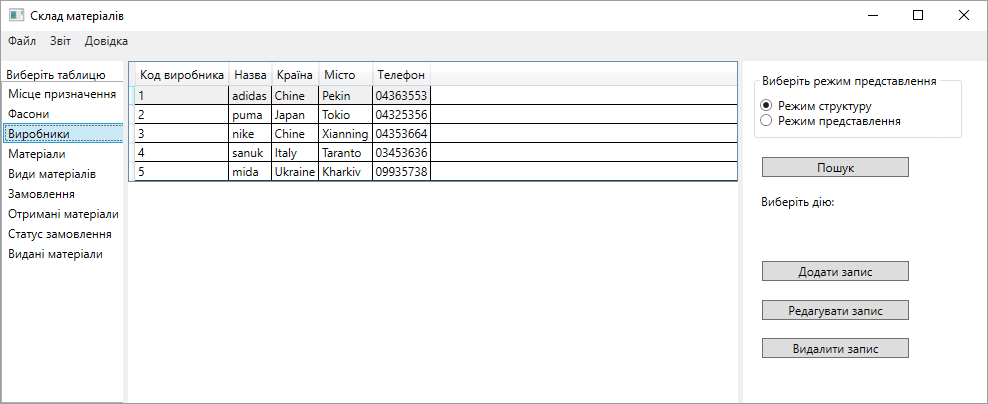 Склад матеріалів
Файл Звіт Довідка
Виберіть таблицю
Місце призначення
Фасони
Виробники
Матеріали
Види матеріалів
Замовлення
Отримані матеріали
Статус замовлення
Видані матеріали
Код виробника Назва Країна Місто Телефон
1 adidas Chine Pekin 04363553
2 puma Japan Tokio 04325356
3 nike Chine Xianning 04353664
4 sanuk Italy Taranto 03453636
5 mida Ukraine Kharkiv 09935738
Виберіть режим представлення
Режим структуру
Режим представлення
Пошук
Виберіть дію:
Додати запис
Редагувати запис
Видалити запис